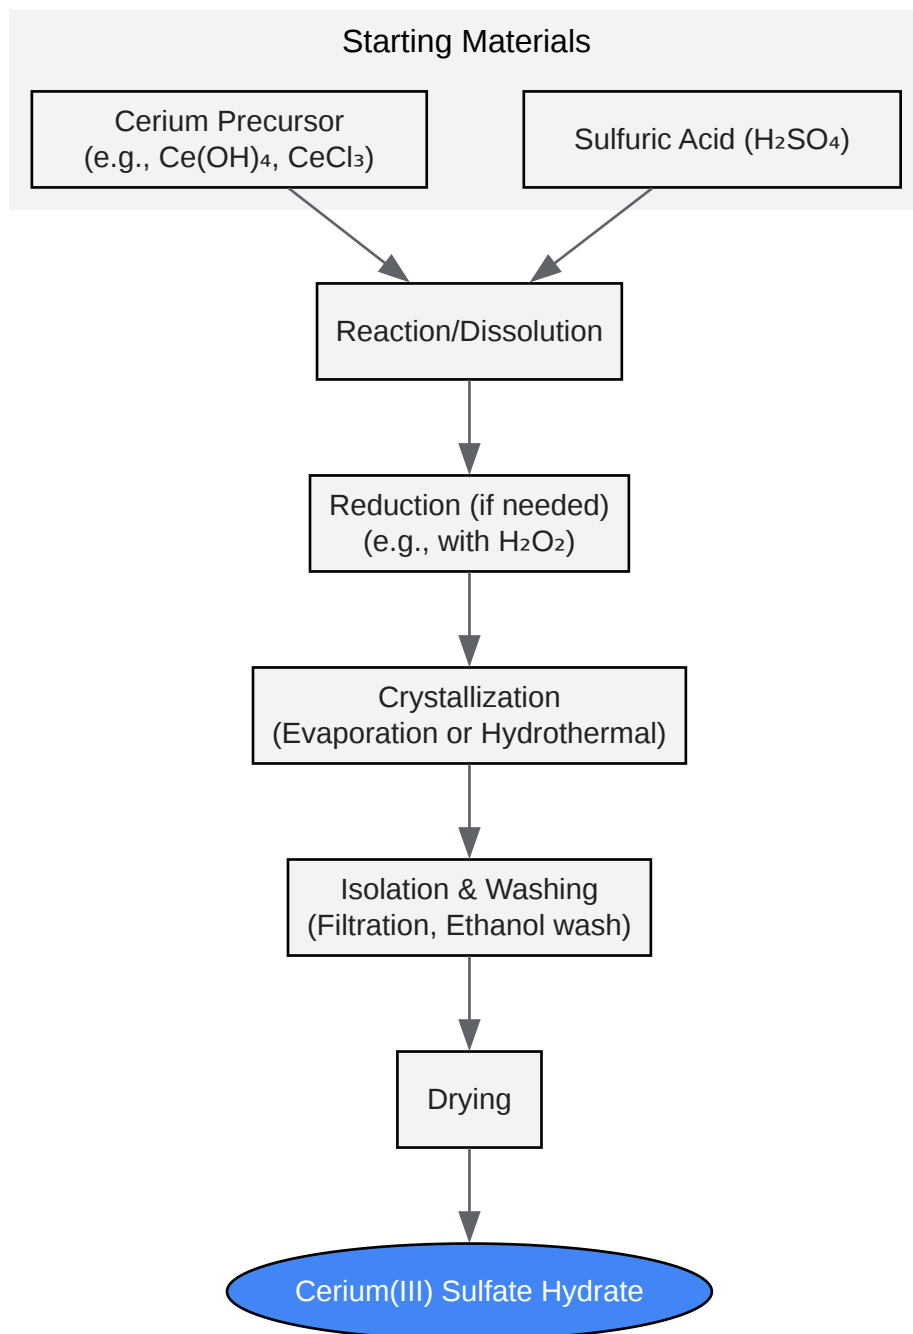 Starting Materials
Cerium Precursor
(e.g., Ce(OH)₄, CeCl₃)
Sulfuric Acid (H₂SO₄)
Reaction/Dissolution
Reduction (if needed)
(e.g., with H₂O₂)
Crystallization
(Evaporation or Hydrothermal)
Isolation & Washing
(Filtration, Ethanol wash)
Drying
Cerium(III) Sulfate Hydrate